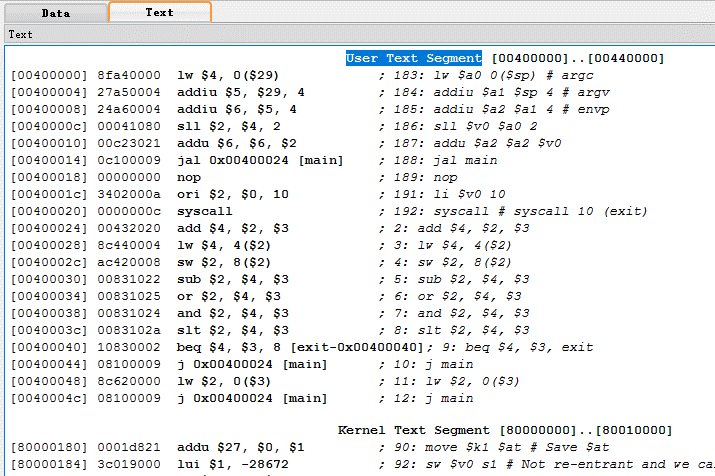 Data Text
Text
User Text Segment [00400000]..[00440000]
[00400000] 8fa40000 lw $4, 0($29) ; 183: lw $a0 0($sp) # argc
[00400004] 27a50004 addiu $5, $29, 4 ; 184: addiu $a1 $sp 4 # argv
[00400008] 24a60004 addiu $6, $5, 4 ; 185: addiu $a2 $a1 4 # envp
[0040000c] 00041080 sll $2, $4, 2 ; 186: sll $v0 $a0 2
[00400010] 00c23021 addu $6, $6, $2 ; 187: addu $a2 $a2 $v0
[00400014] 0c100009 jal 0x00400024 [main] ; 188: jal main
[00400018] 00000000 nop ; 189: nop
[0040001c] 3402000a ori $2, $0, 10 ; 191: li $v0 10
[00400020] 0000000c syscall ; 192: syscall # syscall 10 (exit)
[00400024] 00432020 add $4, $2, $3 ; 2: add $4, $2, $3
[00400028] 8c440004 lw $4, 4($2) ; 3: lw $4, 4($2)
[0040002c] ac420008 sw $2, 8($2) ; 4: sw $2, 8($2)
[00400030] 00831022 sub $2, $4, $3 ; 5: sub $2, $4, $3
[00400034] 00831025 or $2, $4, $3 ; 6: or $2, $4, $3
[00400038] 00831024 and $2, $4, $3 ; 7: and $2, $4, $3
[0040003c] 0083102a slt $2, $4, $3 ; 8: slt $2, $4, $3
[00400040] 10830002 beq $4, $3, 8 [exit-0x00400040]; 9: beq $4, $3, exit
[00400044] 08100009 j 0x00400024 [main] ; 10: j main
[00400048] 8c620000 lw $2, 0($3) ; 11: lw $2, 0($3)
[0040004c] 08100009 j 0x00400024 [main] ; 12: j main
Kernel Text Segment [80000000]..[80010000]
[80000180] 0001d821 addu $27, $0, $1 ; 90: move $k1 $at # Save $at
[80000184] 3c019000 lui $1, -28672 ; 92: sw $v0 s1 # Not re-entrant and we ca